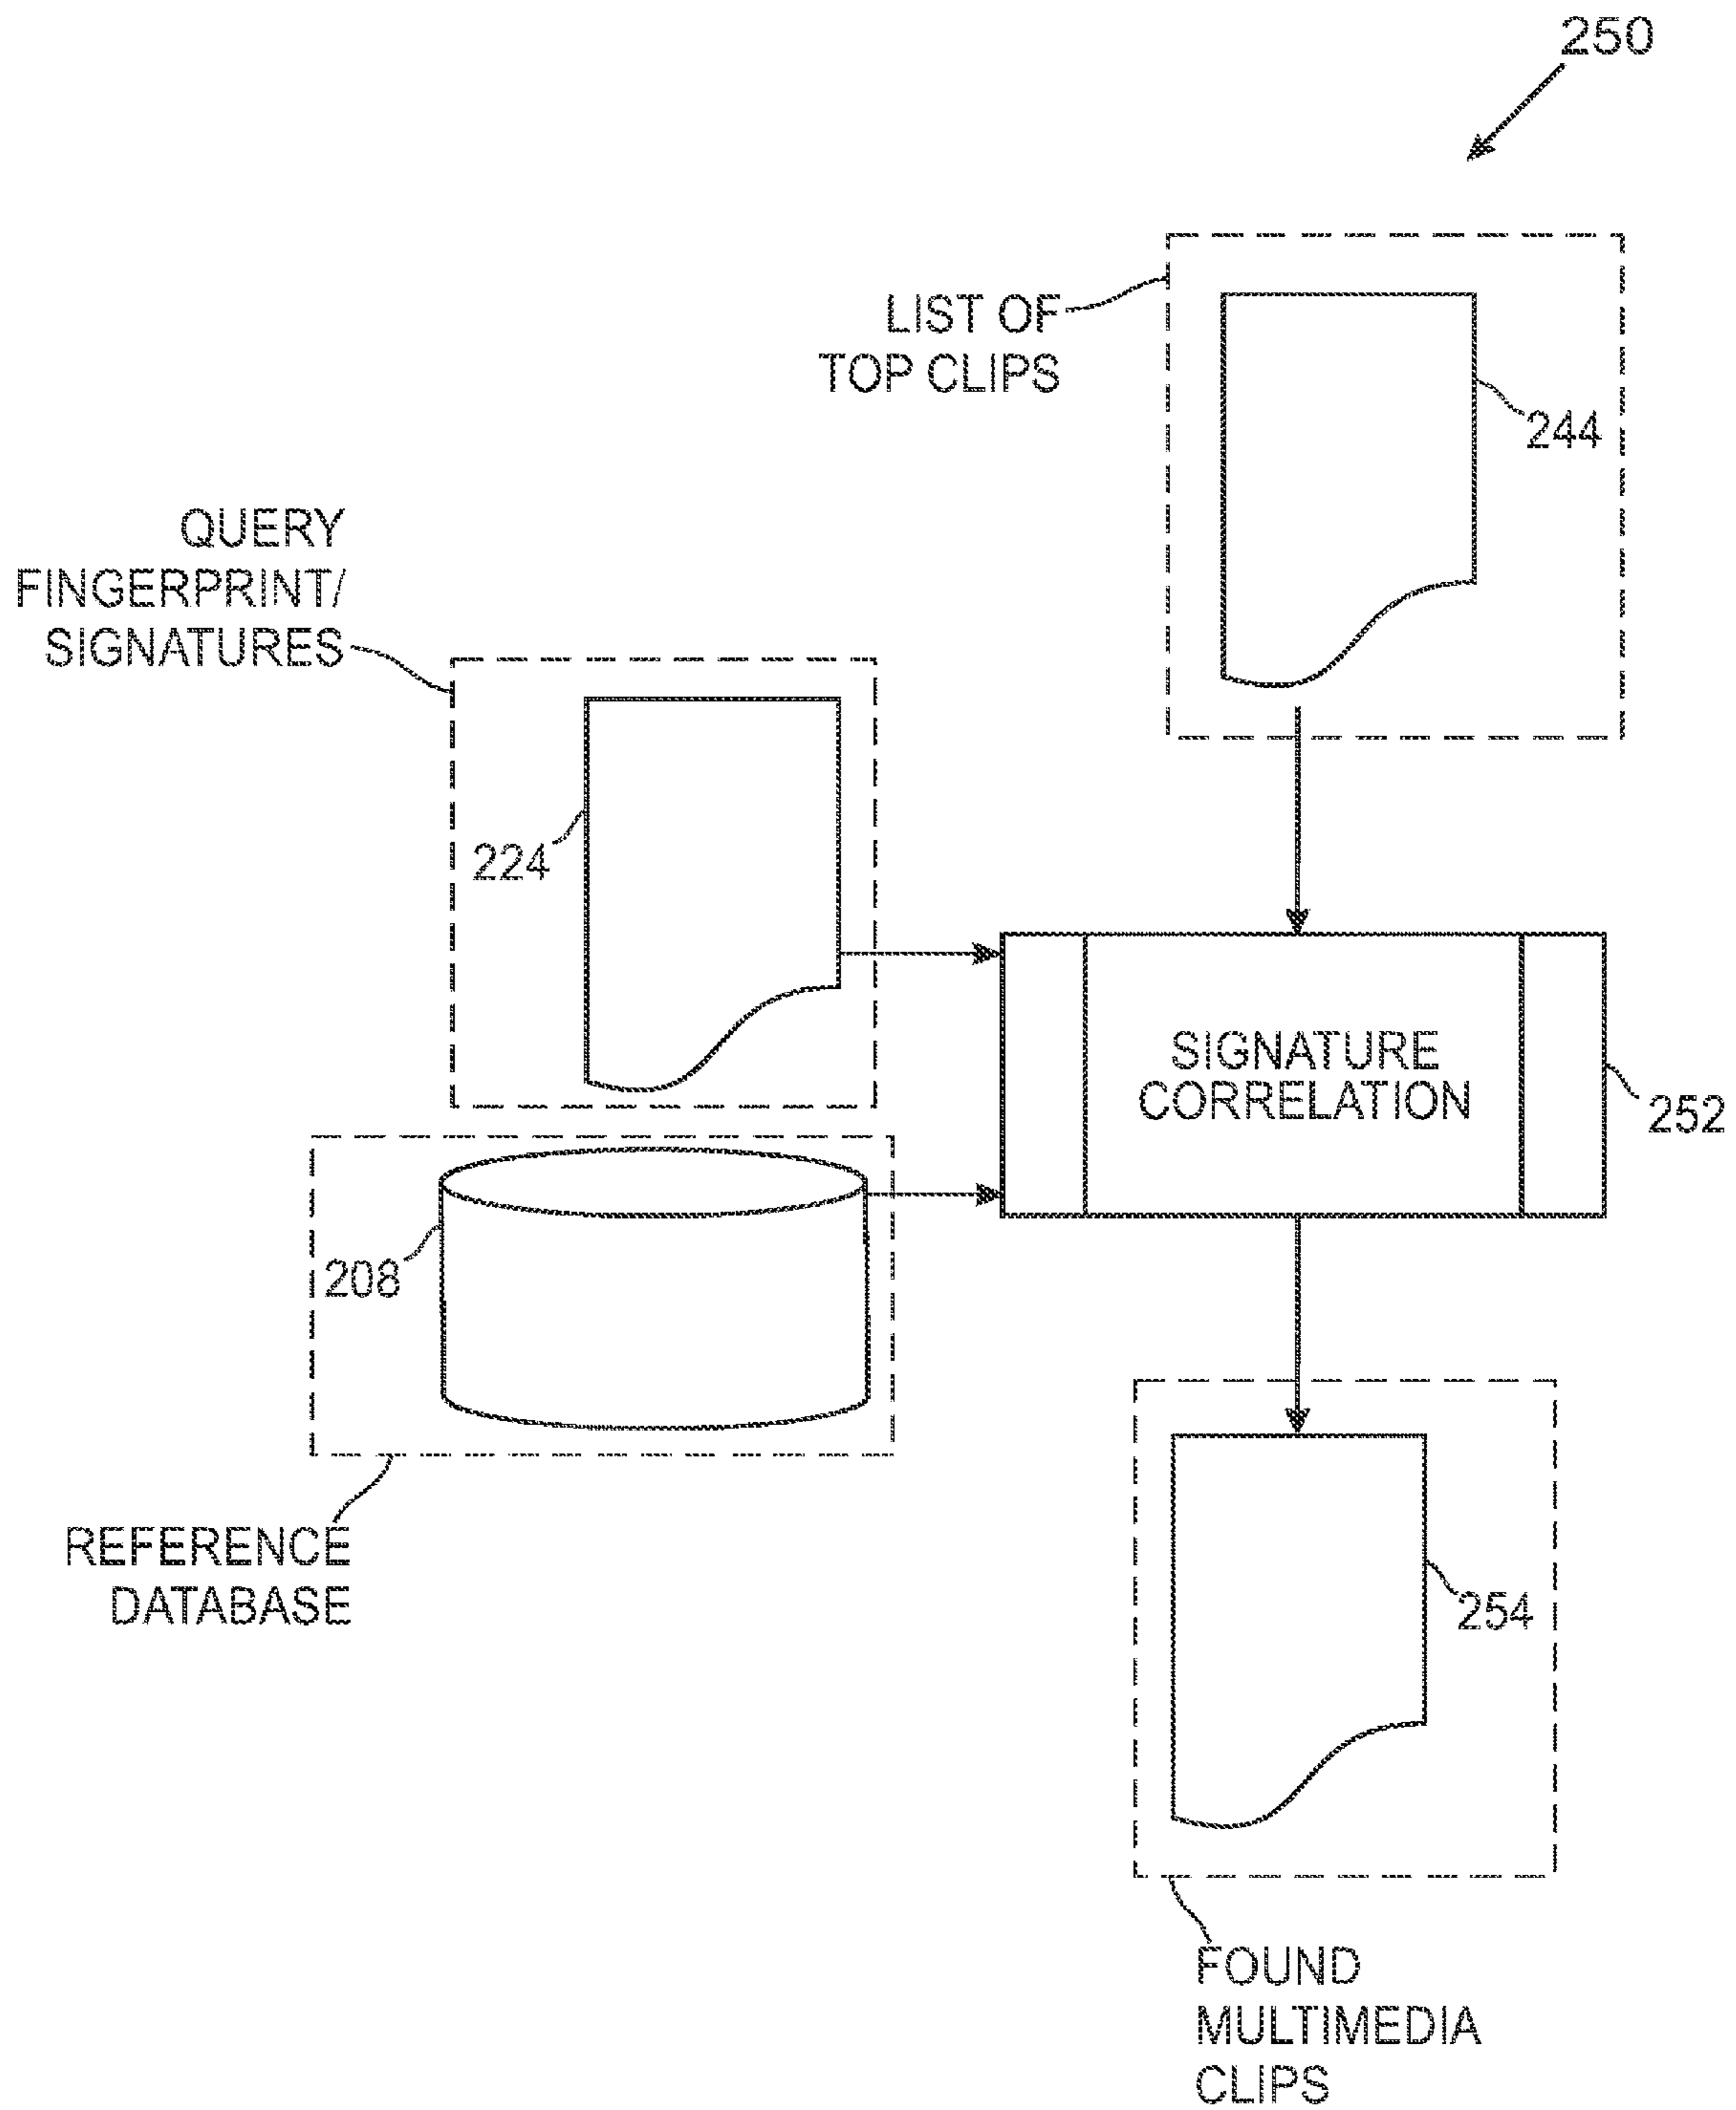 250
LIST OF
TOP CLIPS
244
QUERY
FINGERPRINT/
SIGNATURES
224
SIGNATURE
CORRELATION
252
208
REFERENCE
DATABASE
254
FOUND
MULTIMEDIA
CLIPS